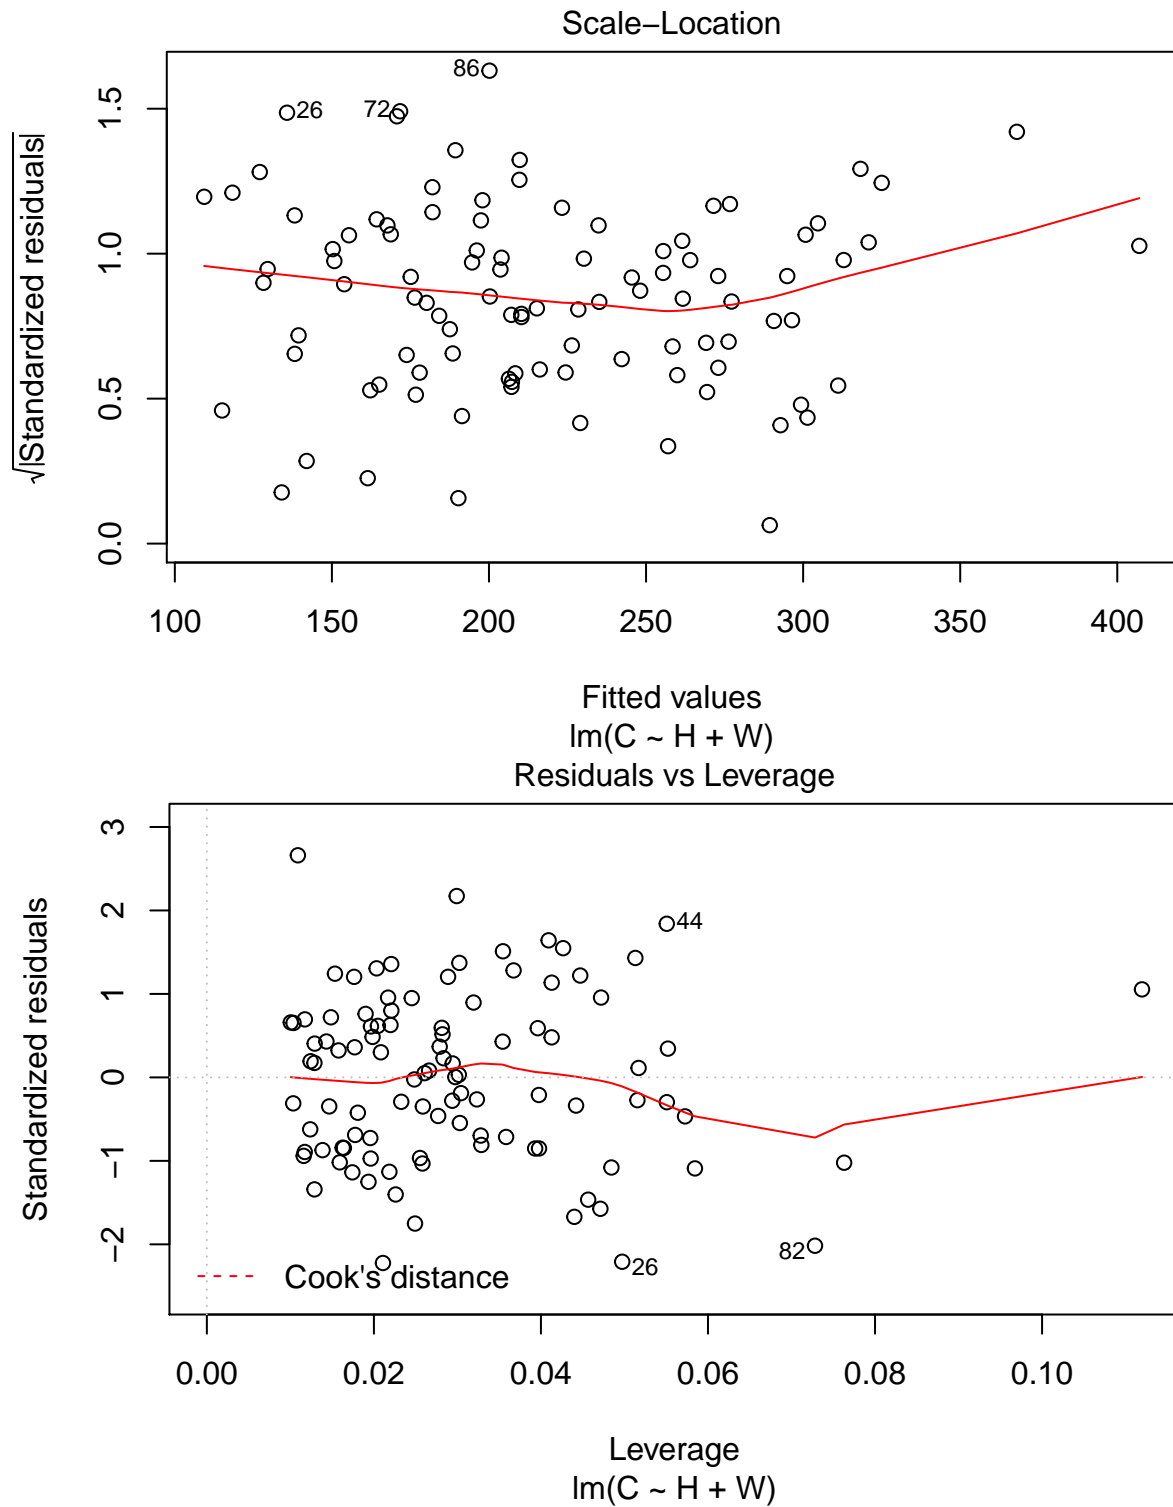 Scale−Location
86
26
72
√|Standardized residuals|
1.5
1.0
0.5
0.0
100 150 200 250 300 350 400
Fitted values
lm(C ~ H + W)
Residuals vs Leverage
3
2
1
0
−1
−2
Standardized residuals
44
82
26
Cook's distance
0.00 0.02 0.04 0.06 0.08 0.10
Leverage
lm(C ~ H + W)